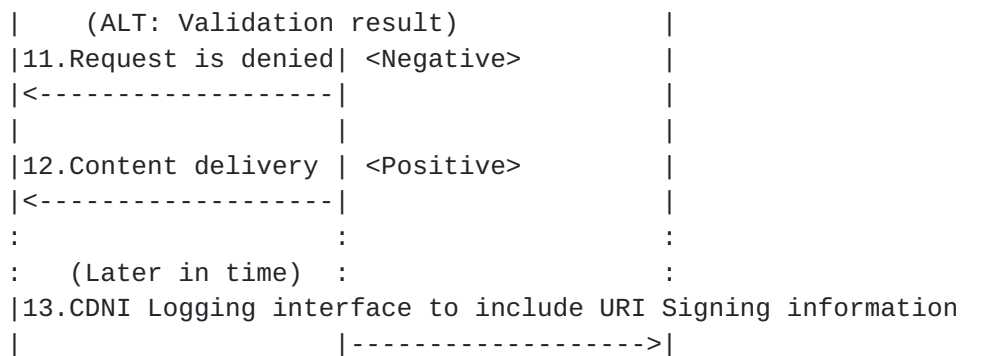 |    (ALT: Validation result)             |
|11.Request is denied| <Negative>         |
|<-------------------|                    |
|                    |                    |
|12.Content delivery | <Positive>         |
|<-------------------|                    |
:                    :                    :
:   (Later in time)  :                    :
|13.CDNI Logging interface to include URI Signing information
|                    |------------------->|